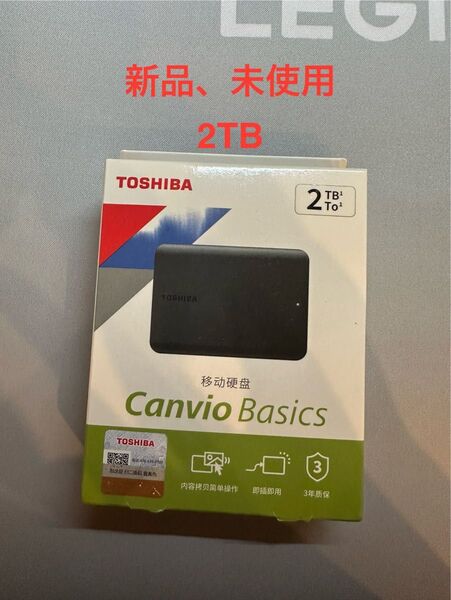 LEGI
新品、未使用
2TB
TOSHIBA
2 TB¹
To¹
TOSHIBA
移动硬盘
Canvio Basics
TOSHIBA
内容拷贝简单操作
即插即用
3
3年质保